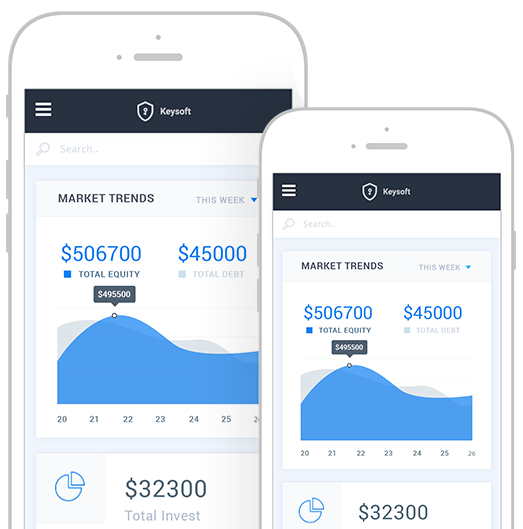 Keysoft
Search..
MARKET TRENDS THIS WEEK
$506700 $45000
TOTAL EQUITY TOTAL DEBT
$495500
20 21 22 23 24 25
$32300
Total Invest
Keysoft
Search..
MARKET TRENDS THIS WEEK
$506700 $45000
TOTAL EQUITY TOTAL DEBT
$495500
20 21 22 23 24 25 26
$32300